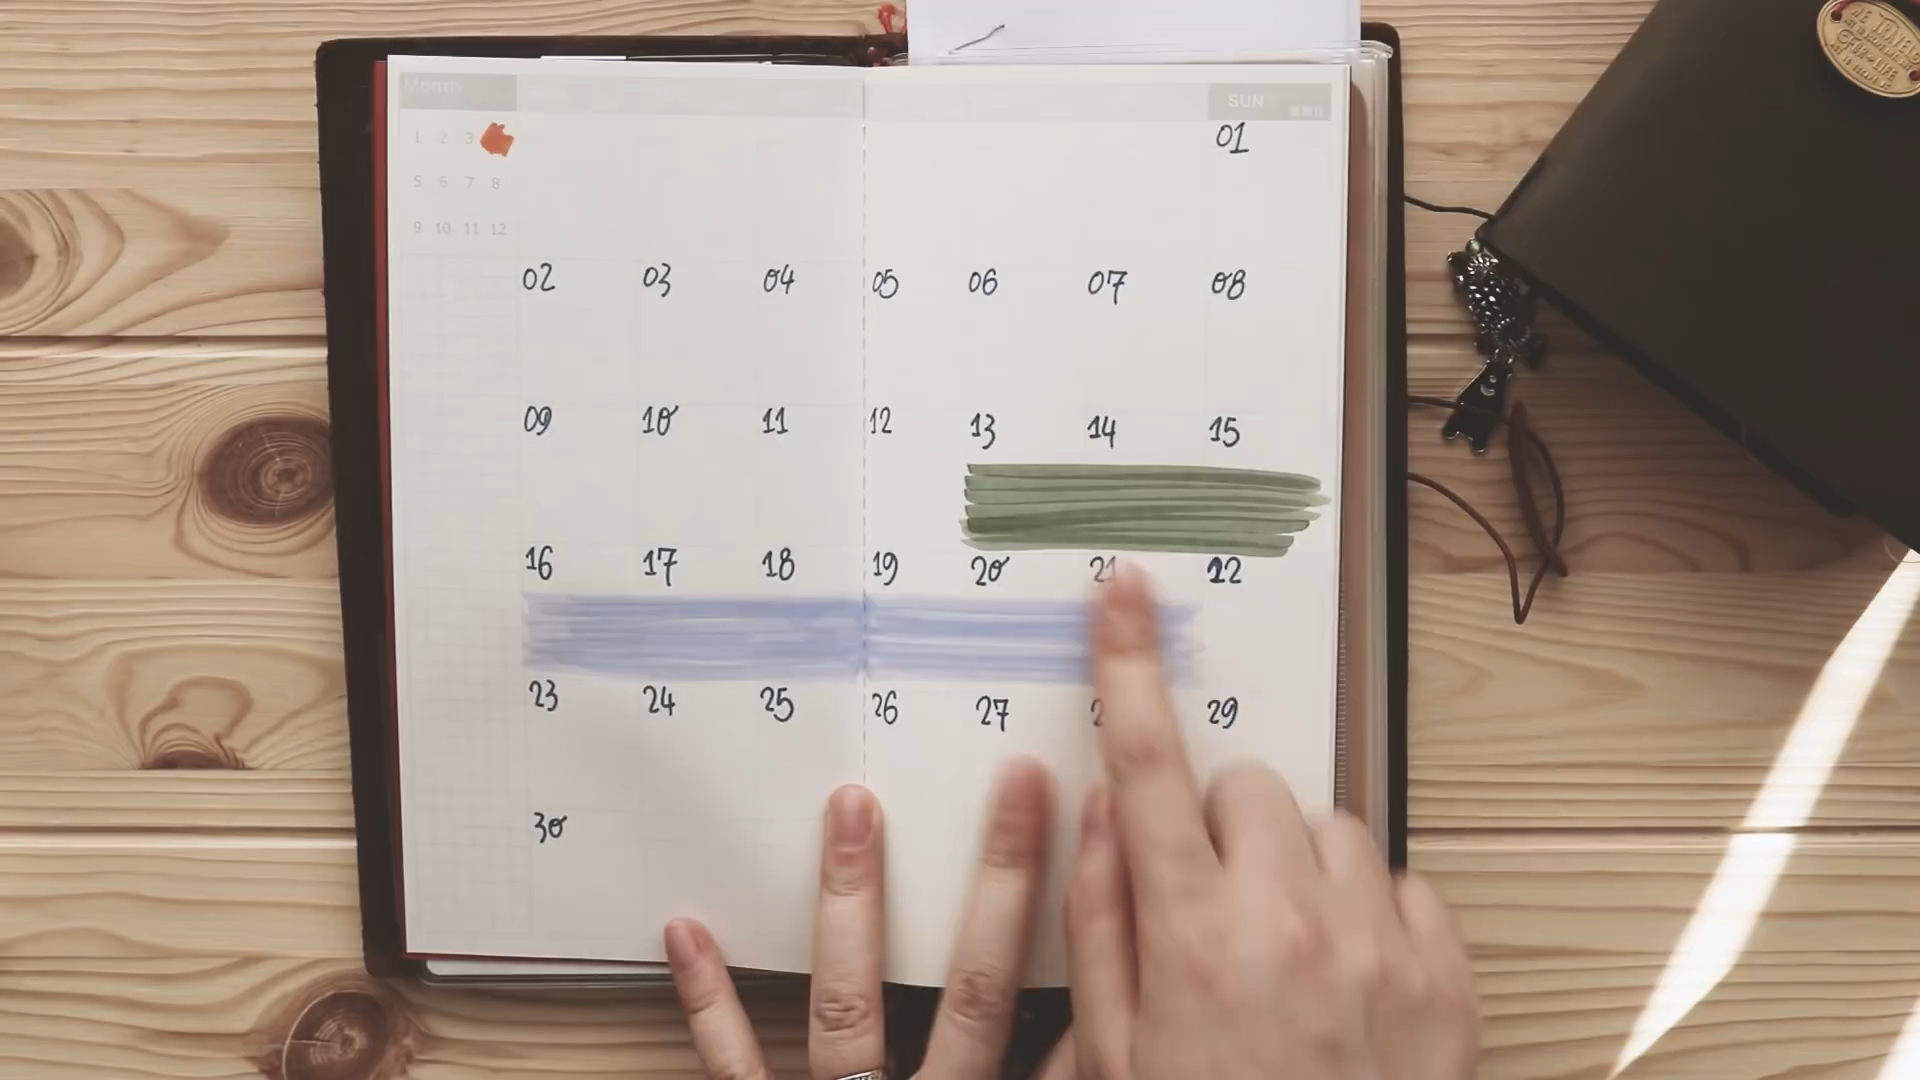 Month
SUN
1 2 3
01
5 6 7 8
9 10 11 12
02 03 04 05 06 07 08
09 10 11 12 13 14 15
16 17 18 19 20 21 22
23 24 25 26 27 29
30